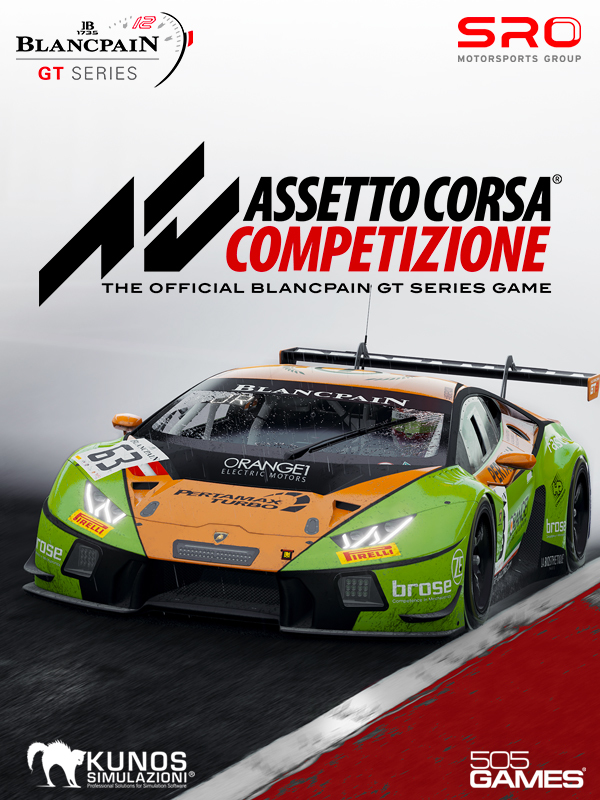 JB
1735
BLANCPAIN
12
GT SERIES
SRO
MOTORSPORTS GROUP
ASSETTO CORSA®
COMPETIZIONE
THE OFFICIAL BLANCPAIN GT SERIES GAME
BLANCPAIN
63
ORANGE1
ELECTRIC MOTORS
PERTAMAX
TURBO
PIRELLI
PIRELLI
brose
brose
brose
KUNOS
SIMULAZIONI®
Professional Solutions for Simulation Software
505
GAMES®